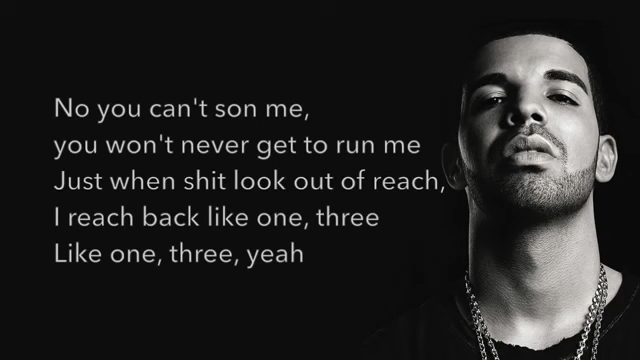 No you can't son me,
you won't never get to run me
Just when shit look out of reach,
I reach back like one, three
Like one, three, yeah